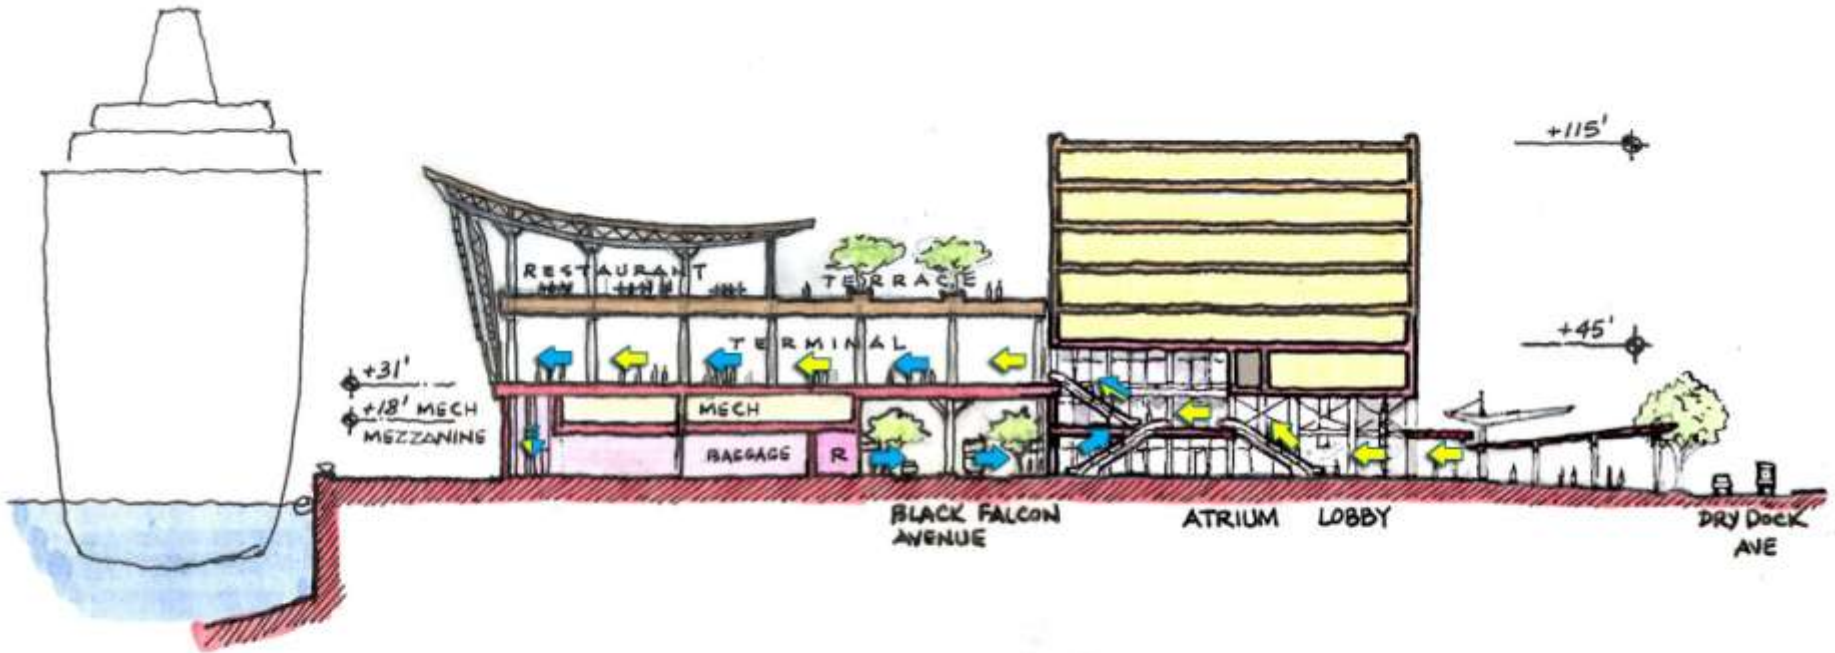 +115'
RESTAURANT
TERRACE
+45'
TERMINAL
+31'
+18' MECH
MEZZANINE
MECH
BAGGAGE
R
BLACK FALCON
AVENUE
ATRIUM
LOBBY
DRY DOCK
AVE